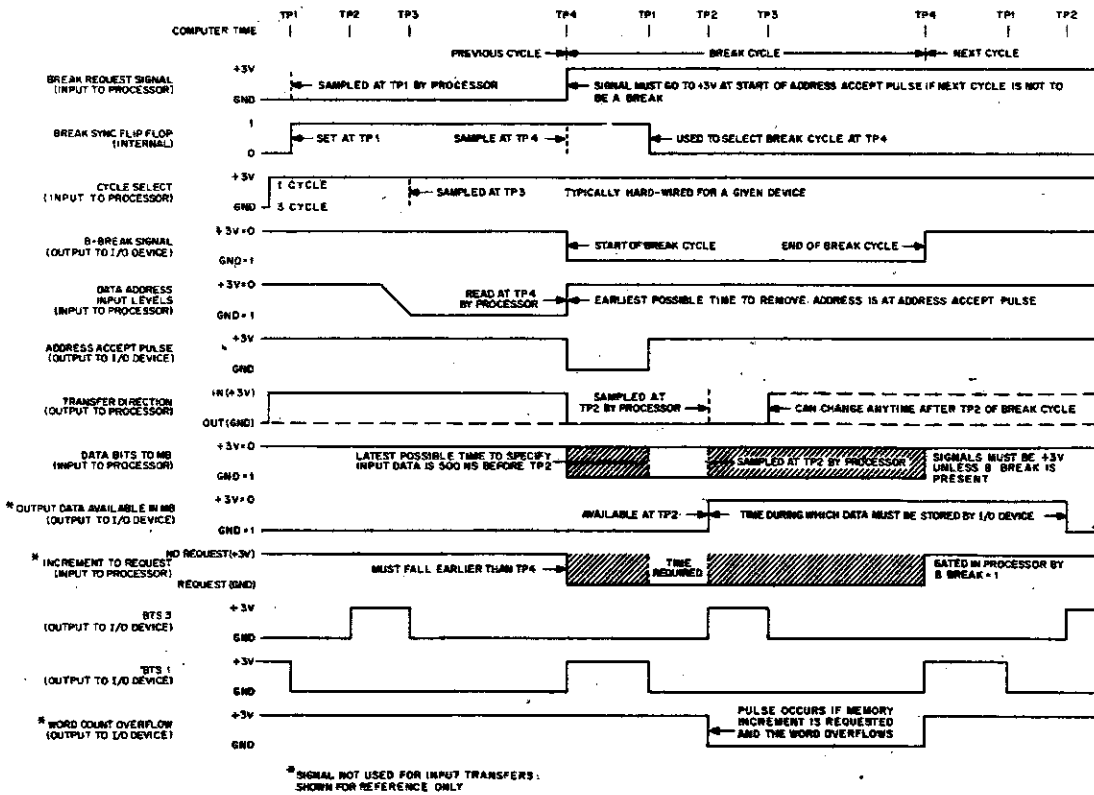 TP1 TP2 TP3 TP4 TP1 TP2 TP3 TP4 TP1 TP2
COMPUTER TIME
PREVIOUS CYCLE BREAK CYCLE NEXT CYCLE
BREAK REQUEST SIGNAL
(INPUT TO PROCESSOR)
+3V
GND
SAMPLED AT TP1 BY PROCESSOR
SIGNAL MUST GO TO +3V AT START OF ADDRESS ACCEPT PULSE IF NEXT CYCLE IS NOT TO
BE A BREAK
BREAK SYNC FLIP FLOP
(INTERNAL)
1
0
SET AT TP1
SAMPLE AT TP4
USED TO SELECT BREAK CYCLE AT TP4
CYCLE SELECT
(INPUT TO PROCESSOR)
+3V
GND
1 CYCLE
3 CYCLE
SAMPLED AT TP3
TYPICALLY HARD-WIRED FOR A GIVEN DEVICE
B-BREAK SIGNAL
(OUTPUT TO I/O DEVICE)
+3V=0
GND=1
START OF BREAK CYCLE
END OF BREAK CYCLE
DATA ADDRESS
INPUT LEVELS
(INPUT TO PROCESSOR)
+3V=0
GND=1
READ AT TP4
BY PROCESSOR
EARLIEST POSSIBLE TIME TO REMOVE. ADDRESS IS AT ADDRESS ACCEPT PULSE
ADDRESS ACCEPT PULSE
(OUTPUT TO I/O DEVICE)
+3V
GND
TRANSFER DIRECTION
(OUTPUT TO PROCESSOR)
IN(+3V)
OUT(GND)
SAMPLED AT
TP2 BY PROCESSOR
CAN CHANGE ANYTIME AFTER TP2 OF BREAK CYCLE
DATA BITS TO MB
(INPUT TO PROCESSOR)
+3V=0
GND=1
LATEST POSSIBLE TIME TO SPECIFY
INPUT DATA IS 500 NS BEFORE TP2
SAMPLED AT TP2 BY PROCESSOR
SIGNALS MUST BE +3V
UNLESS B BREAK IS
PRESENT
* OUTPUT DATA AVAILABLE IN MB
(OUTPUT TO I/O DEVICE)
+3V=0
GND=1
AVAILABLE AT TP2
TIME DURING WHICH DATA MUST BE STORED BY I/O DEVICE
* INCREMENT TO REQUEST
(INPUT TO PROCESSOR)
NO REQUEST(+3V)
REQUEST(GND)
MUST FALL EARLIER THAN TP4
TIME
REQUIRED
GATED IN PROCESSOR BY
B BREAK=1
BTS 3
(OUTPUT TO I/O DEVICE)
+3V
GND
BTS 1
(OUTPUT TO I/O DEVICE)
+3V
GND
* WORD COUNT OVERFLOW
(OUTPUT TO I/O DEVICE)
+3V
GND
PULSE OCCURS IF MEMORY
INCREMENT IS REQUESTED
AND THE WORD OVERFLOWS
* SIGNAL NOT USED FOR INPUT TRANSFERS:
SHOWN FOR REFERENCE ONLY